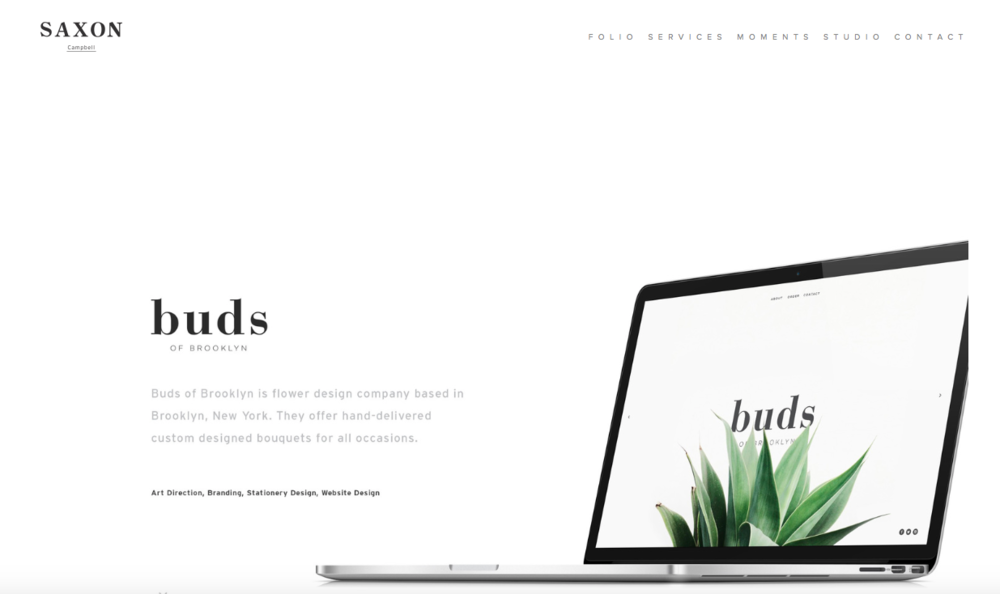 SAXON
Campbell
FOLIO SERVICES MOMENTS STUDIO CONTACT
buds
OF BROOKLYN
Buds of Brooklyn is flower design company based in
Brooklyn, New York. They offer hand-delivered
custom designed bouquets for all occasions.
Art Direction, Branding, Stationery Design, Website Design
ABOUT ORDER CONTACT
buds
OF BROOKLYN